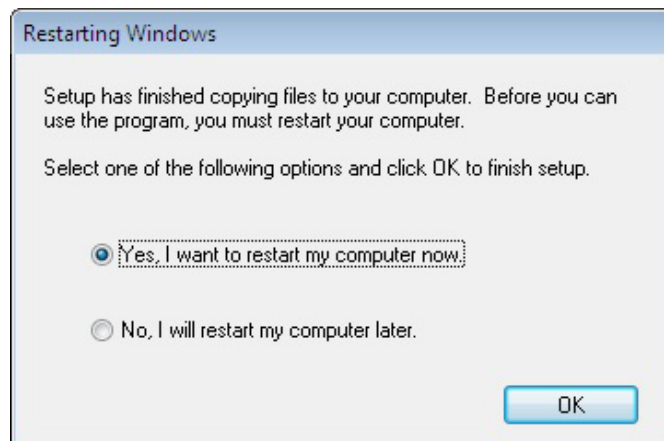 Restarting Windows
Setup has finished copying files to your computer.  Before you can
use the program, you must restart your computer.
Select one of the following options and click OK to finish setup.
Yes, I want to restart my computer now.
No, I will restart my computer later.
OK